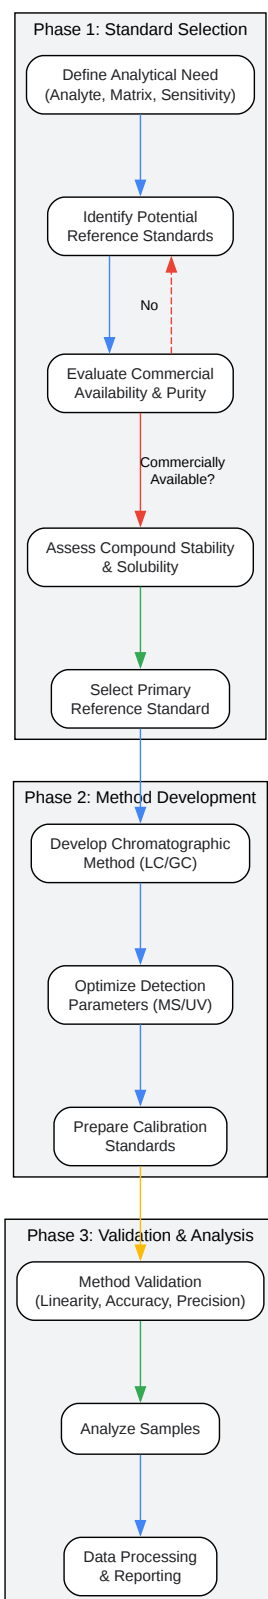 Phase 1: Standard Selection
Define Analytical Need
(Analyte, Matrix, Sensitivity)
Identify Potential
Reference Standards
No
Evaluate Commercial
Availability & Purity
Commercially
Available?
Assess Compound Stability
& Solubility
Select Primary
Reference Standard
Phase 2: Method Development
Develop Chromatographic
Method (LC/GC)
Optimize Detection
Parameters (MS/UV)
Prepare Calibration
Standards
Phase 3: Validation & Analysis
Method Validation
(Linearity, Accuracy, Precision)
Analyze Samples
Data Processing
& Reporting